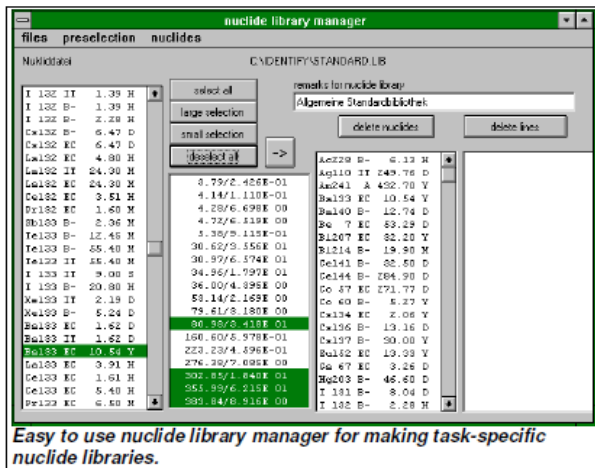 nuclide library manager
files preselection nuclides
Nukliddatei
C:\IDENTIFY\STANDARD.LIB
select all
large selection
small selection
deselect all
->
remarks for nuclide library
Allgemeine Standardbibliothek
delete nuclides
delete lines
I 132 IT 1.39 H
I 132 B- 1.39 H
I 132 B- 2.28 H
Cs132 B- 6.47 D
Cs132 EC 6.47 D
La132 EC 4.80 H
La132 IT 24.30 M
La132 EC 24.30 M
Ce132 EC 3.51 H
Pr132 EC 1.60 M
Sb133 B- 2.36 M
Te133 B- 12.45 M
Te133 B- 55.40 M
Te133 IT 55.40 M
I 133 IT 9.00 S
I 133 B- 20.80 H
Xe133 IT 2.19 D
Xe133 B- 5.24 D
Ba133 EC 1.62 D
Ba133 IT 1.62 D
Ba133 EC 10.54 Y
La133 EC 3.91 H
Ce133 EC 1.61 H
Ce133 EC 5.40 H
Pr133 EC 6.50 M
3.79/2.426E-01
4.14/1.110E-01
4.28/6.698E 00
4.72/6.519E 00
5.38/9.115E-01
30.62/3.556E 01
30.97/6.574E 01
34.96/1.797E 01
36.00/4.395E 00
53.14/2.169E 00
79.61/3.180E 00
80.98/3.418E 01
160.60/5.978E-01
223.23/4.596E-01
276.39/7.085E 00
302.85/1.840E 01
355.99/6.215E 01
383.84/8.916E 00
Ac228 B- 6.13 H
Ag110 IT 249.76 D
Am241 A 432.70 Y
Ba133 EC 10.54 Y
Ba140 B- 12.74 D
Be 7 EC 53.29 D
Bi207 EC 32.20 Y
Bi214 B- 19.90 M
Ce141 B- 32.50 D
Ce144 B- 284.90 D
Co 57 EC 271.77 D
Co 60 B- 5.27 Y
Cs134 EC 2.06 Y
Cs136 B- 13.16 D
Cs137 B- 30.00 Y
Eu152 EC 13.33 Y
Ga 67 EC 3.26 D
Hg203 B- 46.60 D
I 131 B- 8.04 D
I 132 B- 2.28 H
Easy to use nuclide library manager for making task-specific
nuclide libraries.